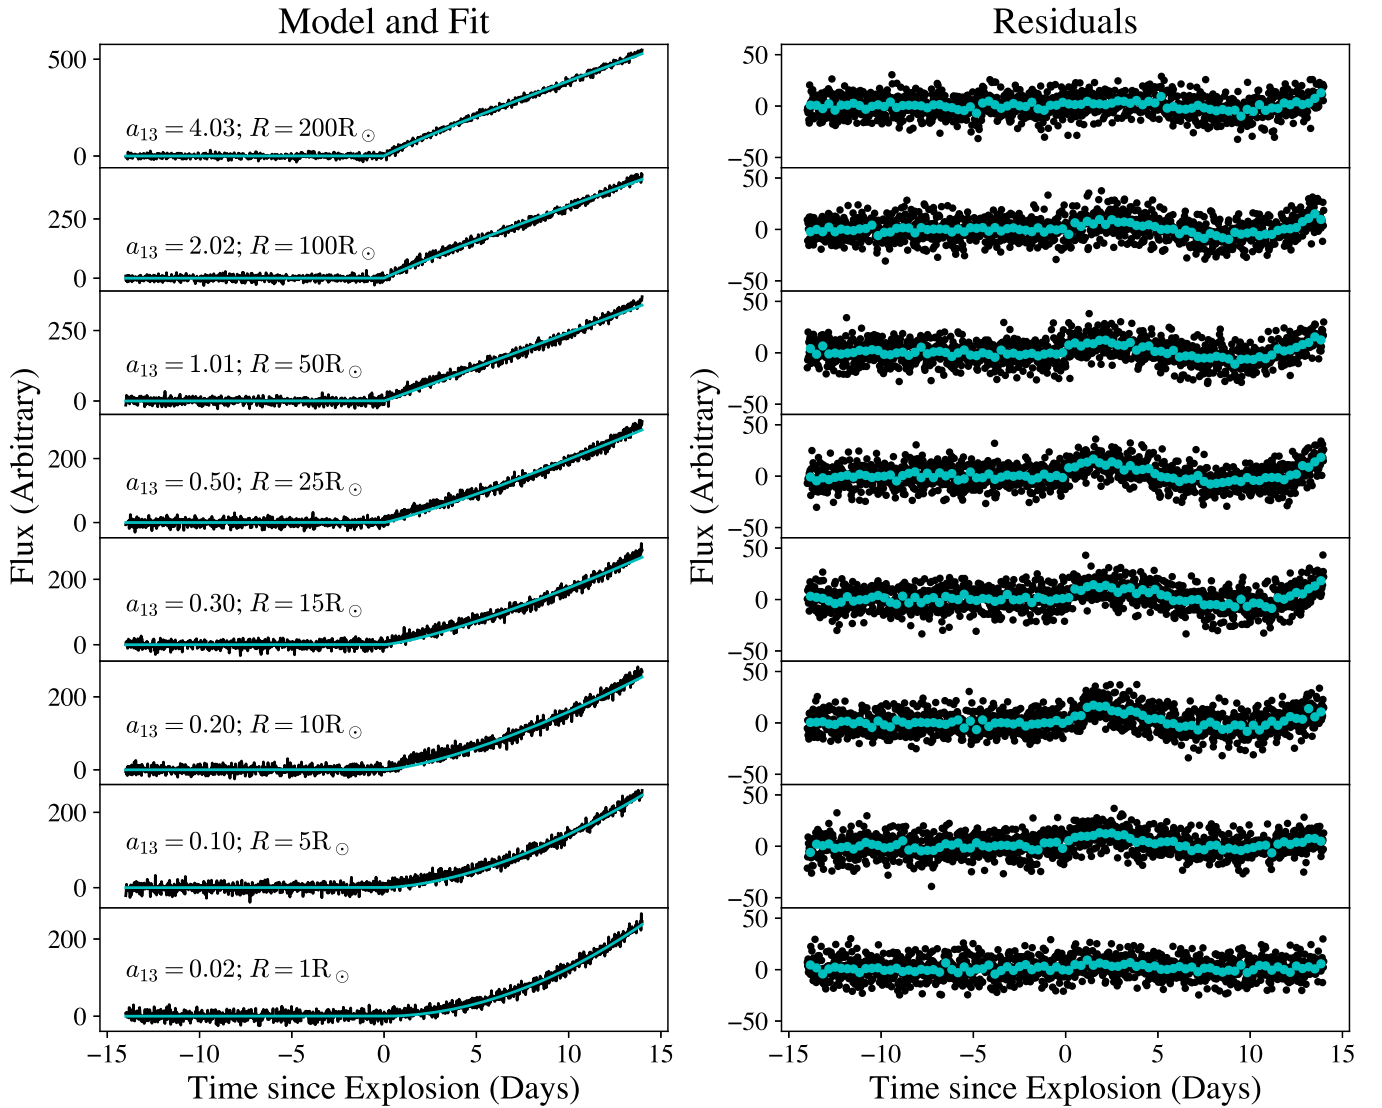 Model and Fit
Residuals
Flux (Arbitrary)
500
0
a13 = 4.03; R = 200R⊙
250
0
a13 = 2.02; R = 100R⊙
250
0
a13 = 1.01; R = 50R⊙
200
0
a13 = 0.50; R = 25R⊙
200
0
a13 = 0.30; R = 15R⊙
200
0
a13 = 0.20; R = 10R⊙
200
0
a13 = 0.10; R = 5R⊙
200
0
a13 = 0.02; R = 1R⊙
−15 −10 −5 0 5 10 15
Time since Explosion (Days)
Flux (Arbitrary)
50
0
−50
50
0
−50
50
0
−50
50
0
−50
50
0
−50
50
0
−50
50
0
−50
50
0
−50
−15 −10 −5 0 5 10 15
Time since Explosion (Days)